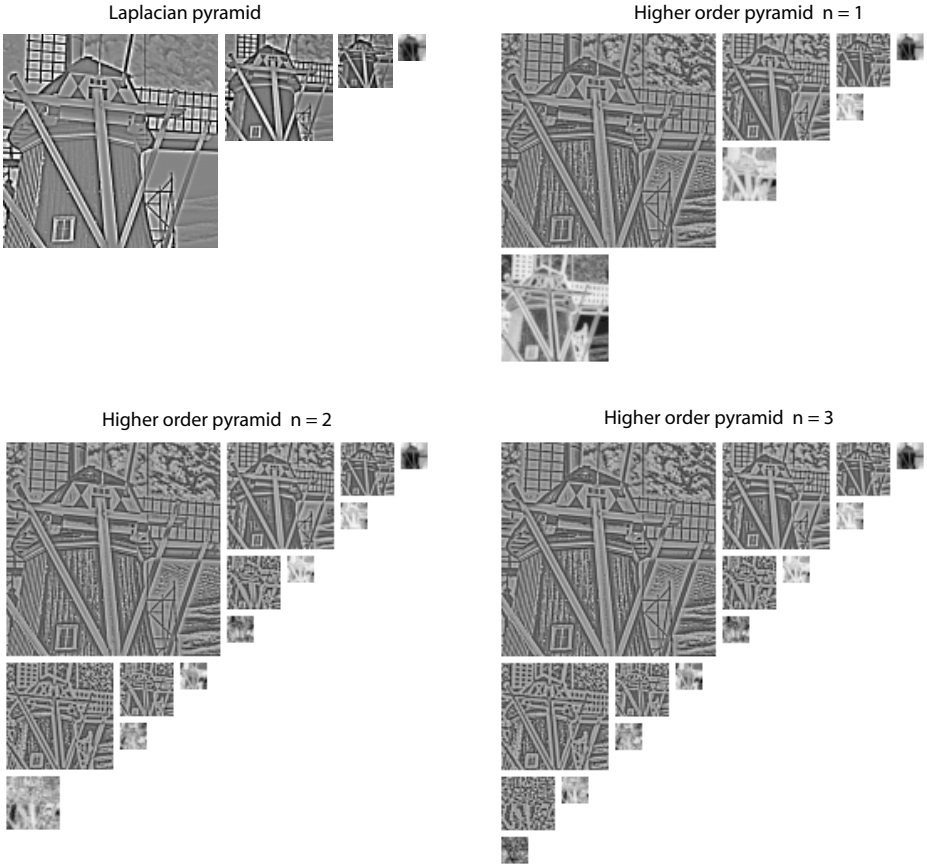 Laplacian pyramid
Higher order pyramid n = 1
Higher order pyramid n = 2
Higher order pyramid n = 3